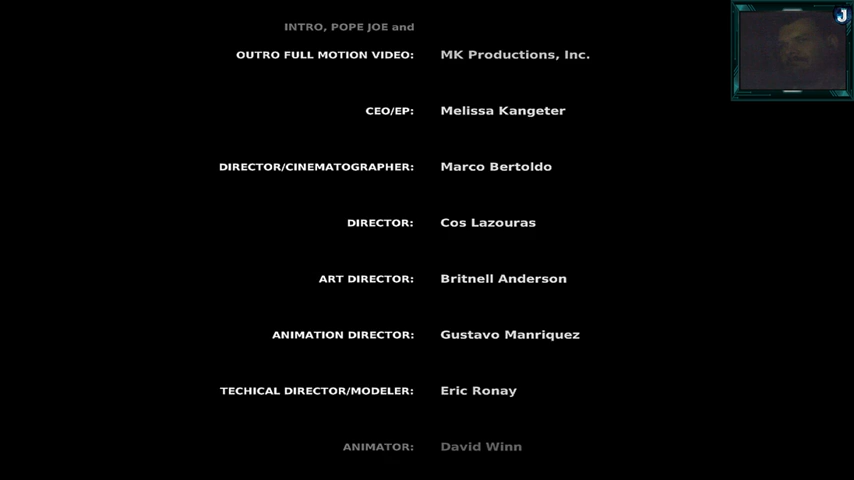 INTRO, POPE JOE and
OUTRO FULL MOTION VIDEO: MK Productions, Inc.
CEO/EP: Melissa Kangeter
DIRECTOR/CINEMATOGRAPHER: Marco Bertoldo
DIRECTOR: Cos Lazouras
ART DIRECTOR: Britnell Anderson
ANIMATION DIRECTOR: Gustavo Manriquez
TECHICAL DIRECTOR/MODELER: Eric Ronay
ANIMATOR: David Winn
J